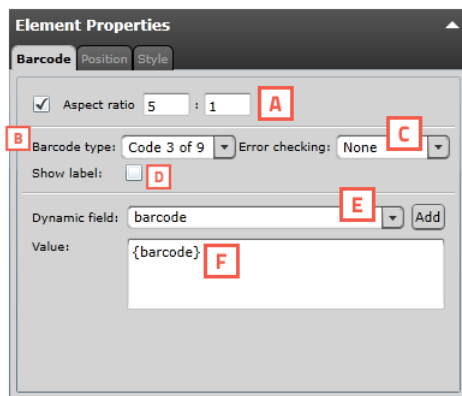 Element Properties
Barcode Position Style
Aspect ratio 5 : 1 A
B Barcode type: Code 3 of 9 Error checking: None C
Show label: D
Dynamic field: barcode E Add
Value: {barcode} F